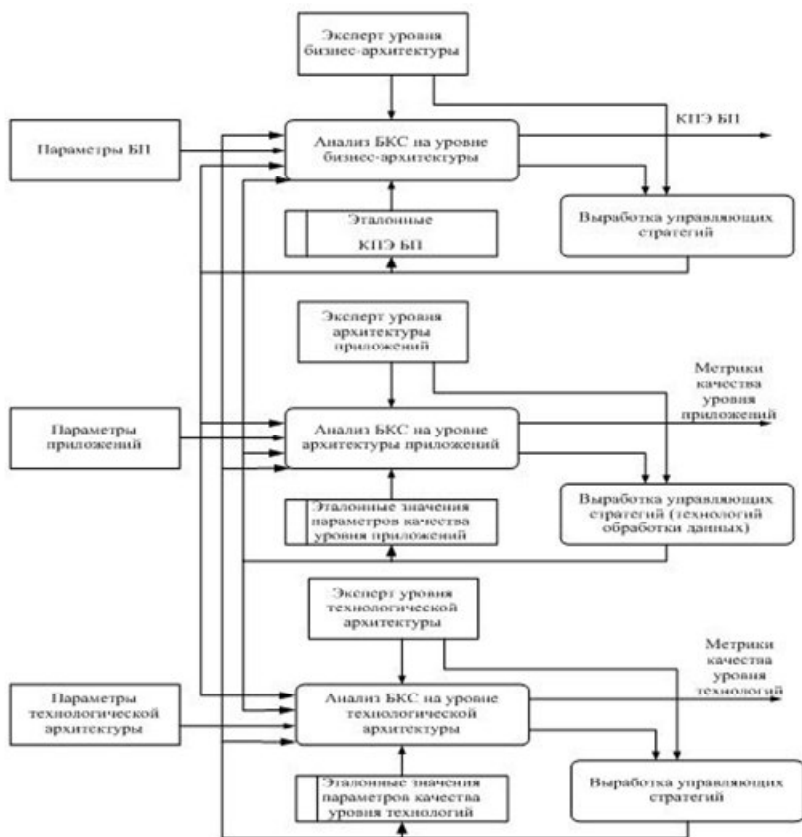 Эксперт уровня
бизнес-архитектуры
КПЭ БП
Параметры БП
Анализ БКС на уровне
бизнес-архитектуры
Эталонные
КПЭ БП
Выработка управляющих
стратегий
Эксперт уровня
архитектуры
приложений
Метрики
качества
уровня
приложений
Параметры
приложений
Анализ БКС на уровне
архитектуры приложений
Эталонные значения
параметров качества
уровня приложений
Выработка управляющих
стратегий (технологий
обработки данных)
Эксперт уровня
технологической
архитектуры
Метрики
качества
уровня
технологий
Параметры
технологической
архитектуры
Анализ БКС на уровне
технологической
архитектуры
Эталонные значения
параметров качества
уровня технологий
Выработка управляющих
стратегий